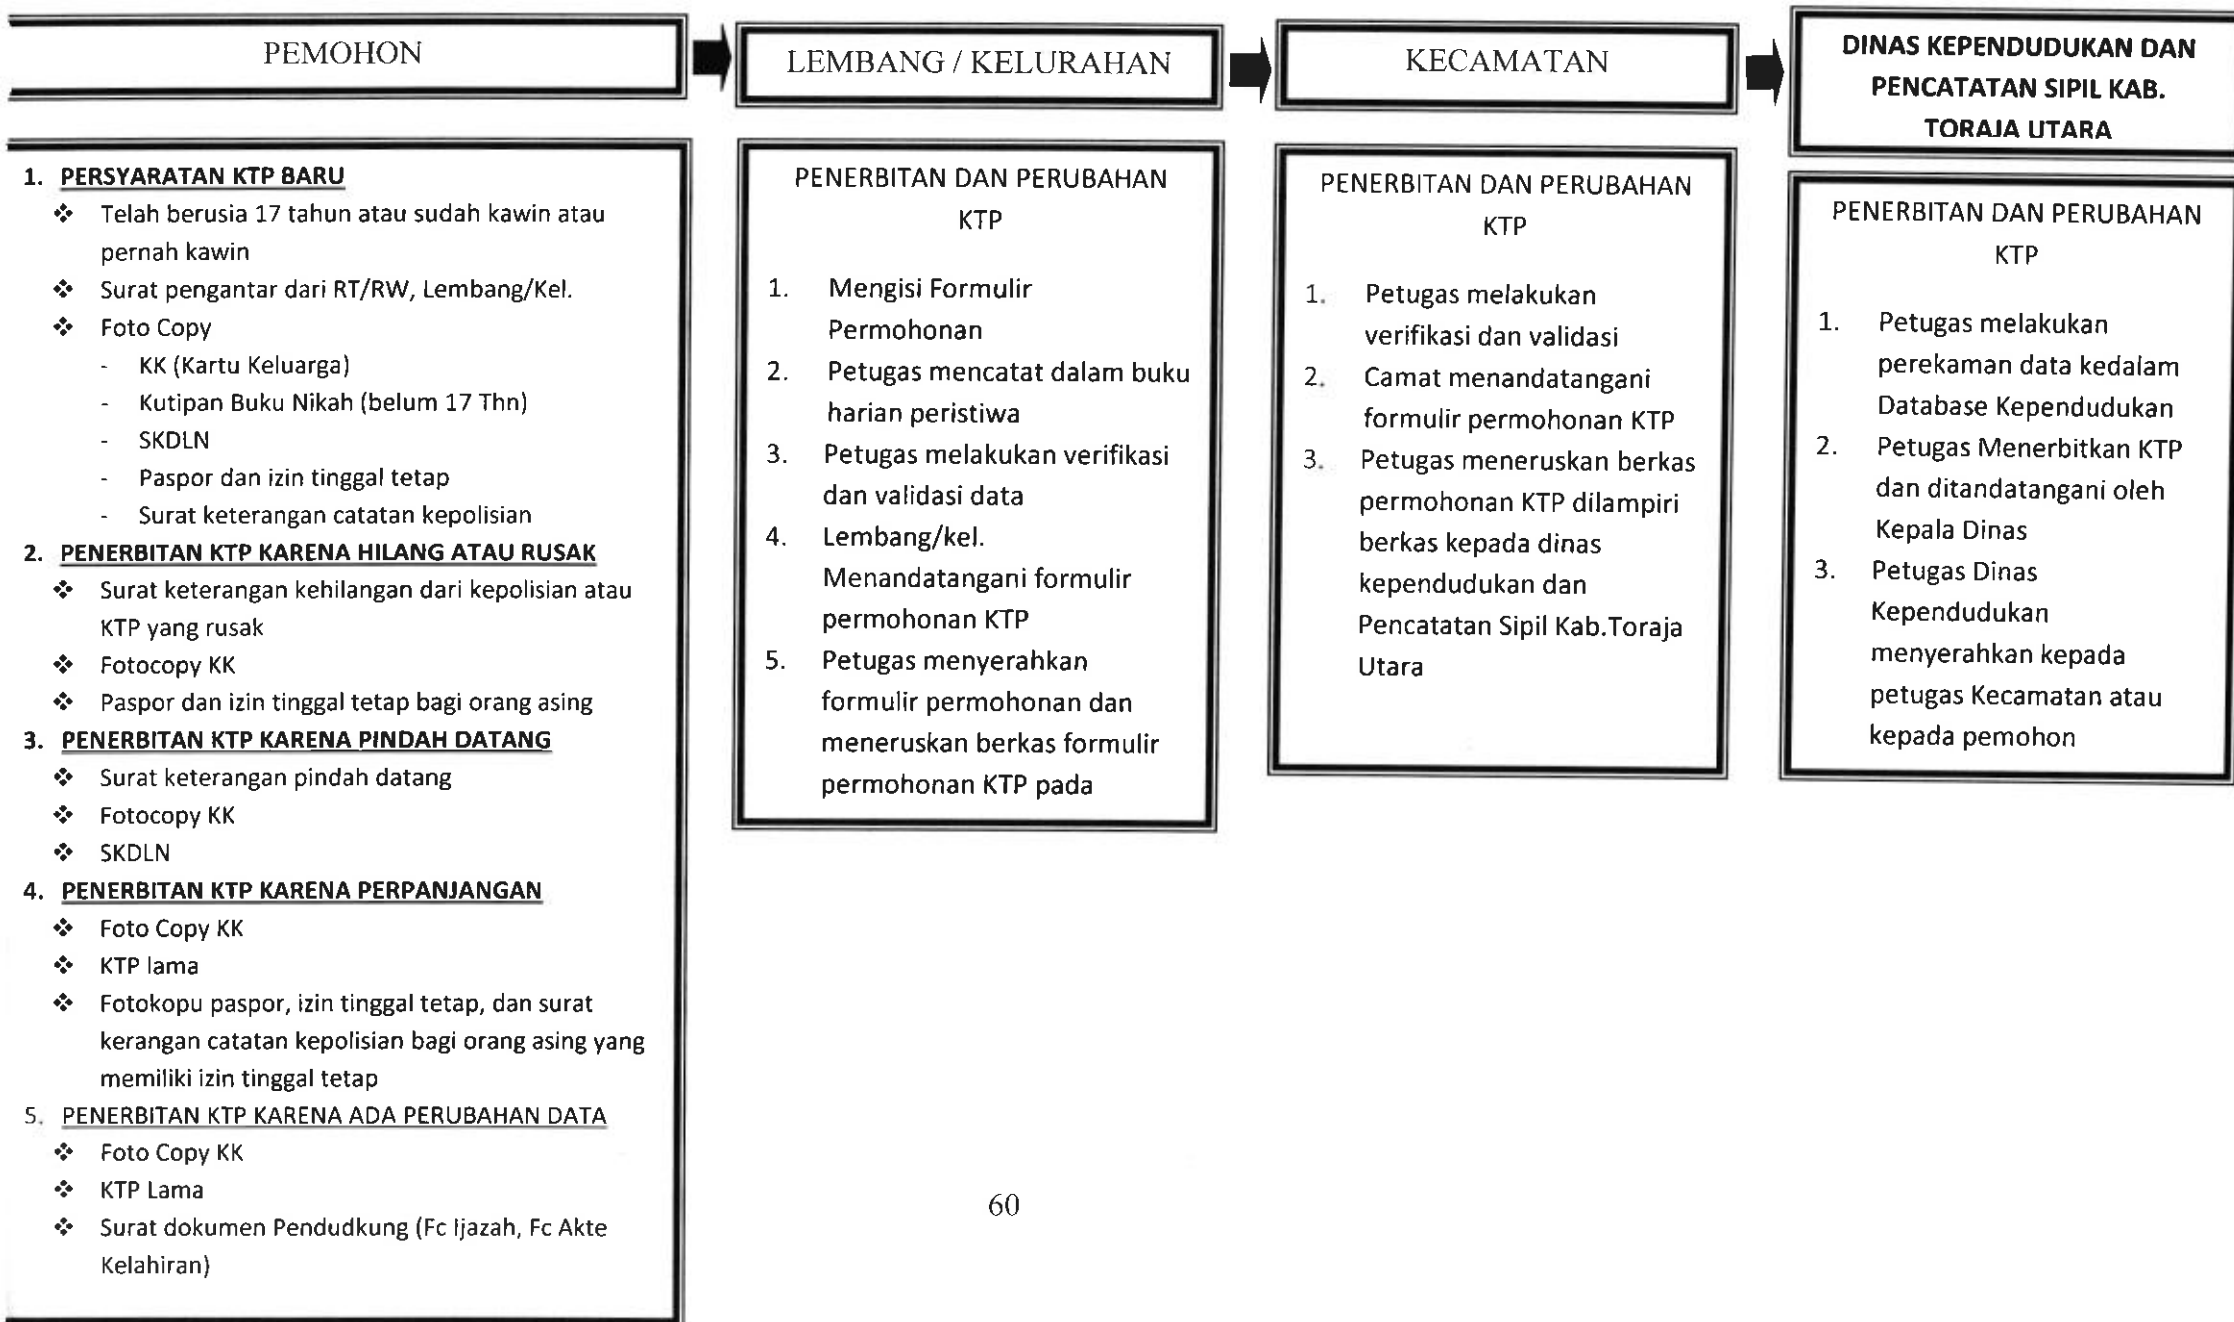 PEMOHON
1. PERSYARATAN KTP BARU
❖ Telah berusia 17 tahun atau sudah kawin atau
pernah kawin
❖ Surat pengantar dari RT/RW, Lembang/Kel.
❖ Foto Copy
- KK (Kartu Keluarga)
- Kutipan Buku Nikah (belum 17 Thn)
- SKDLN
- Paspor dan izin tinggal tetap
- Surat keterangan catatan kepolisian
2. PENERBITAN KTP KARENA HILANG ATAU RUSAK
❖ Surat keterangan kehilangan dari kepolisian atau
KTP yang rusak
❖ Fotocopy KK
❖ Paspor dan izin tinggal tetap bagi orang asing
3. PENERBITAN KTP KARENA PINDAH DATANG
❖ Surat keterangan pindah datang
❖ Fotocopy KK
❖ SKDLN
4. PENERBITAN KTP KARENA PERPANJANGAN
❖ Foto Copy KK
❖ KTP lama
❖ Fotokopu paspor, izin tinggal tetap, dan surat
kerangan catatan kepolisian bagi orang asing yang
memiliki izin tinggal tetap
5. PENERBITAN KTP KARENA ADA PERUBAHAN DATA
❖ Foto Copy KK
❖ KTP Lama
❖ Surat dokumen Pendudkung (Fc Ijazah, Fc Akte
Kelahiran)
LEMBANG / KELURAHAN
PENERBITAN DAN PERUBAHAN
KTP
1. Mengisi Formulir
Permohonan
2. Petugas mencatat dalam buku
harian peristiwa
3. Petugas melakukan verifikasi
dan validasi data
4. Lembang/kel.
Menandatangani formulir
permohonan KTP
5. Petugas menyerahkan
formulir permohonan dan
meneruskan berkas formulir
permohonan KTP pada
KECAMATAN
PENERBITAN DAN PERUBAHAN
KTP
1. Petugas melakukan
verifikasi dan validasi
2. Camat menandatangani
formulir permohonan KTP
3. Petugas meneruskan berkas
permohonan KTP dilampiri
berkas kepada dinas
kependudukan dan
Pencatatan Sipil Kab.Toraja
Utara
DINAS KEPENDUDUKAN DAN
PENCATATAN SIPIL KAB.
TORAJA UTARA
PENERBITAN DAN PERUBAHAN
KTP
1. Petugas melakukan
perekaman data kedalam
Database Kependudukan
2. Petugas Menerbitkan KTP
dan ditandatangani oleh
Kepala Dinas
3. Petugas Dinas
Kependudukan
menyerahkan kepada
petugas Kecamatan atau
kepada pemohon
60